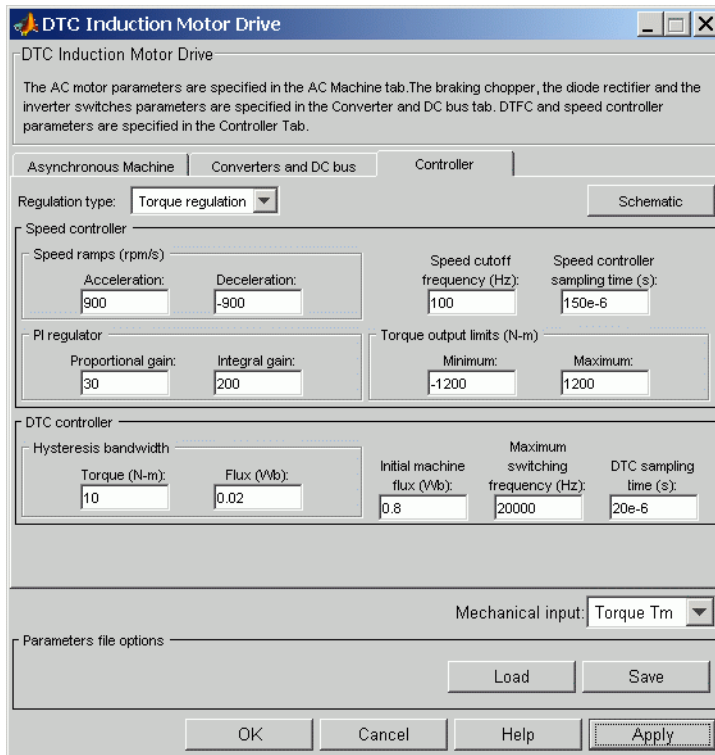 DTC Induction Motor Drive
DTC Induction Motor Drive
The AC motor parameters are specified in the AC Machine tab.The braking chopper, the diode rectifier and the
inverter switches parameters are specified in the Converter and DC bus tab. DTFC and speed controller
parameters are specified in the Controller Tab.
Asynchronous Machine Converters and DC bus Controller
Regulation type: Torque regulation Schematic
Speed controller
Speed ramps (rpm/s)
Acceleration: Deceleration:
900 -900
Speed cutoff
frequency (Hz):
100
Speed controller
sampling time (s):
150e-6
PI regulator
Proportional gain: Integral gain:
30 200
Torque output limits (N-m)
Minimum: Maximum:
-1200 1200
DTC controller
Hysteresis bandwidth
Torque (N-m): Flux (Wb):
10 0.02
Initial machine
flux (Wb):
0.8
Maximum
switching
frequency (Hz):
20000
DTC sampling
time (s):
20e-6
Mechanical input: Torque Tm
Parameters file options
Load Save
OK Cancel Help Apply